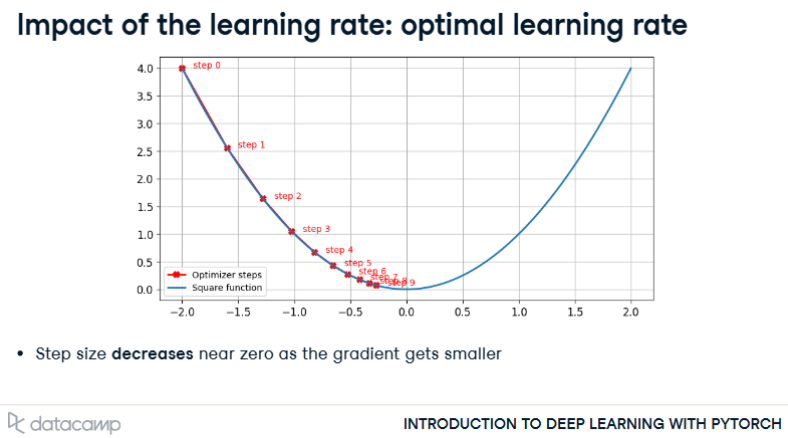 Impact of the learning rate: optimal learning rate
4.0
3.5
3.0
2.5
2.0
1.5
1.0
0.5
0.0
step 0
step 1
step 2
step 3
step 4
step 5
step 6
step 7
step 8
step 9
Optimizer steps
Square function
−2.0 −1.5 −1.0 −0.5 0.0 0.5 1.0 1.5 2.0
• Step size decreases near zero as the gradient gets smaller
datacamp
INTRODUCTION TO DEEP LEARNING WITH PYTORCH